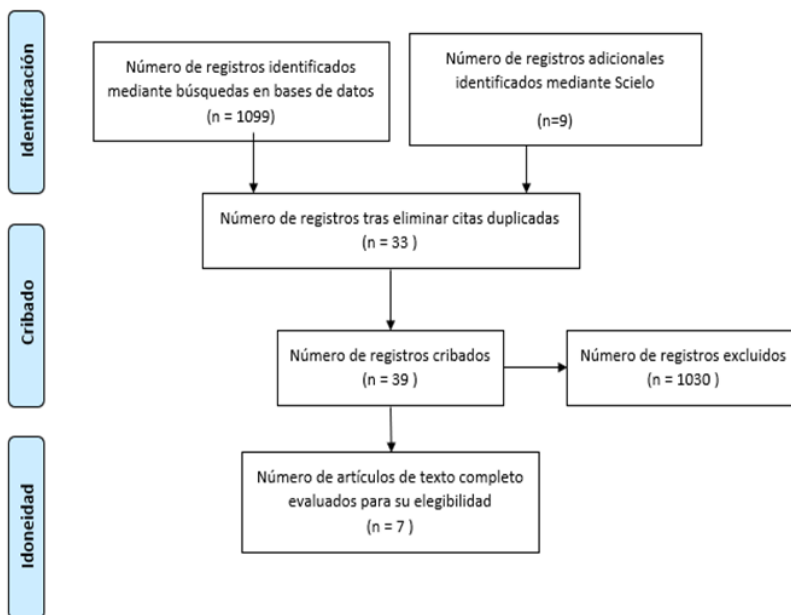 Identificación
Número de registros identificados
mediante búsquedas en bases de datos
(n = 1099)
Número de registros adicionales
identificados mediante Scielo
(n=9)
Número de registros tras eliminar citas duplicadas
(n = 33 )
Cribado
Número de registros cribados
(n = 39 )
Número de registros excluidos
(n = 1030 )
Idoneidad
Número de artículos de texto completo
evaluados para su elegibilidad
(n = 7 )